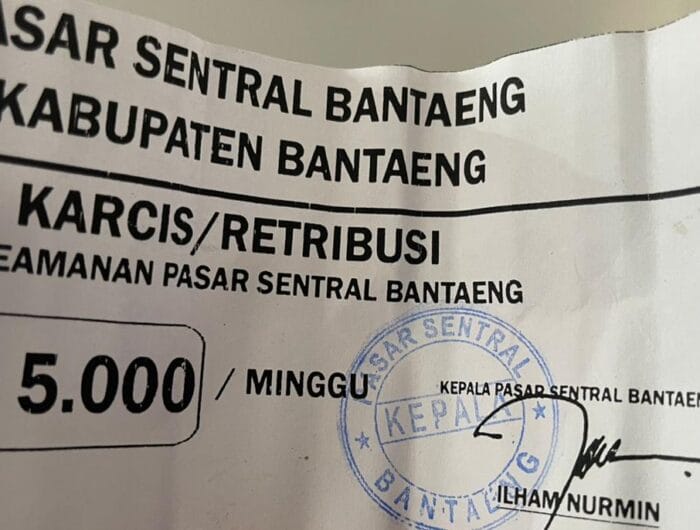 ASAR SENTRAL BANTAENG
KABUPATEN BANTAENG
KARCIS/RETRIBUSI
EAMANAN PASAR SENTRAL BANTAENG
5.000 / MINGGU
KEPALA PASAR SENTRAL BANTAEN
PASAR SENTRAL
KEPALA
BANTAENG
ILHAM NURMIN